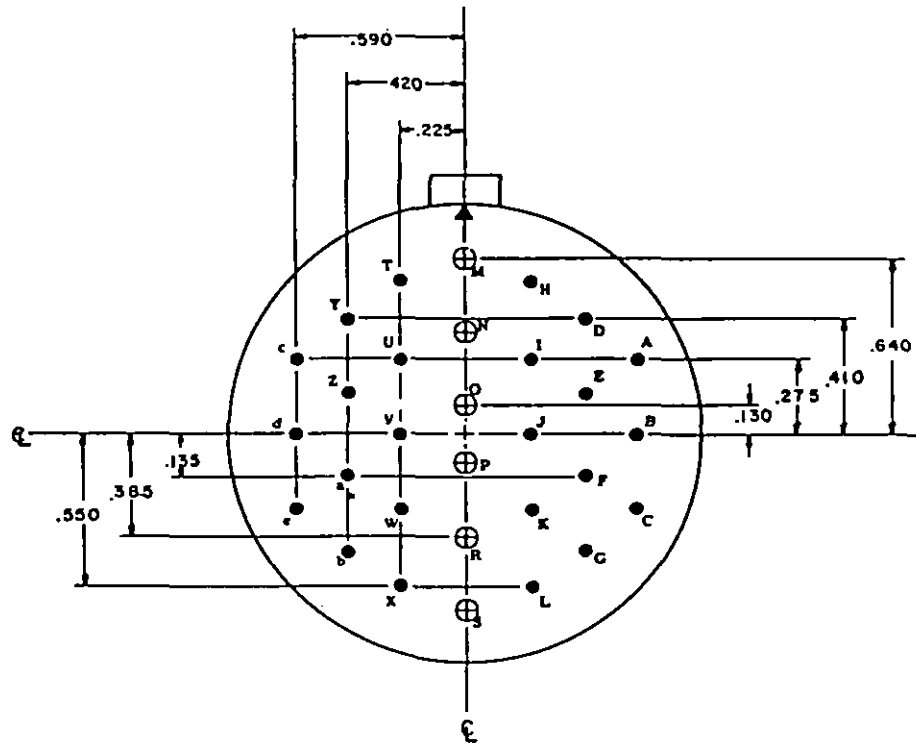 .590
420
.225
M
T
H
Y
D
N
.640
c
U
I
A
.410
Z
E
.275
O
.130
d
V
J
B
℄
.135
P
a
F
.385
e
W
K
C
.550
R
b
G
X
L
S
℄